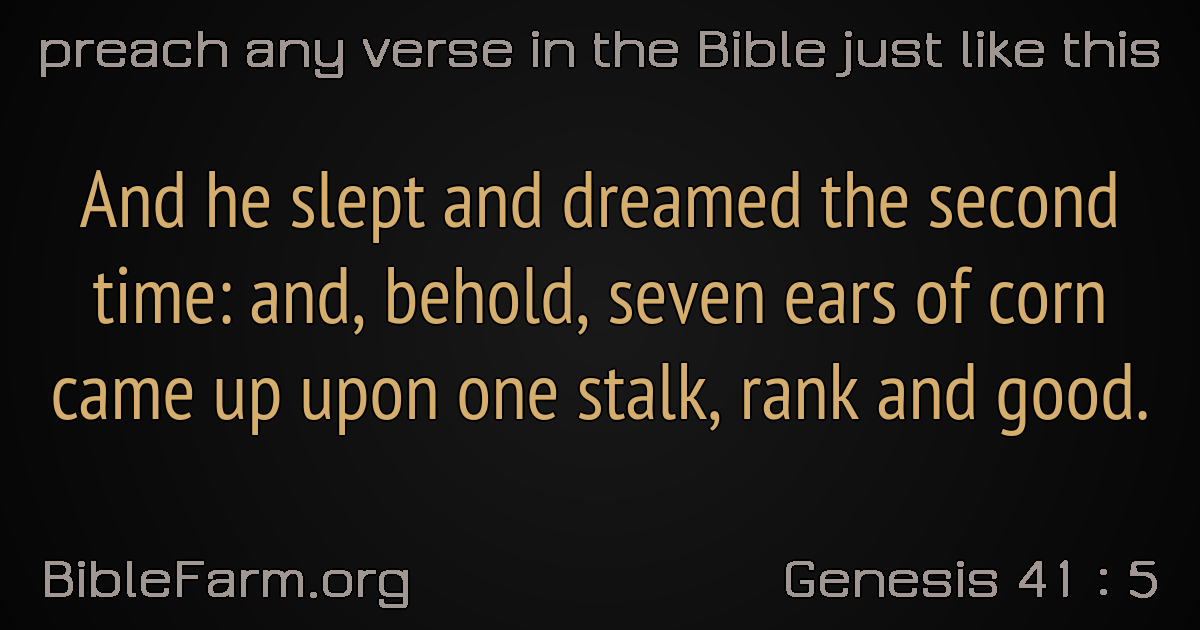 preach any verse in the Bible just like this
And he slept and dreamed the second
time: and, behold, seven ears of corn
came up upon one stalk, rank and good.
BibleFarm.org
Genesis 41 : 5